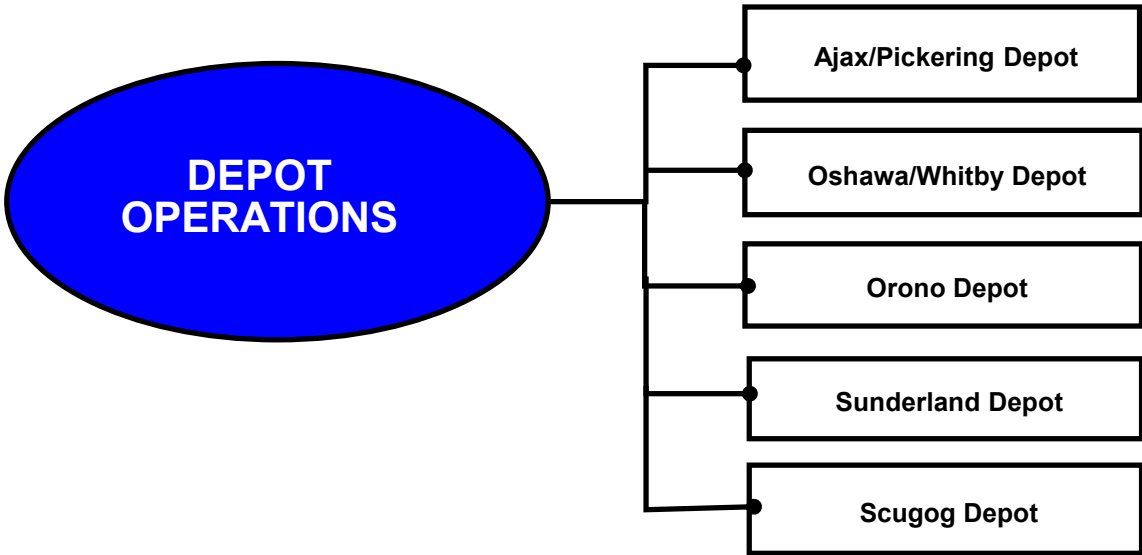 DEPOT
OPERATIONS
Ajax/Pickering Depot
Oshawa/Whitby Depot
Orono Depot
Sunderland Depot
Scugog Depot